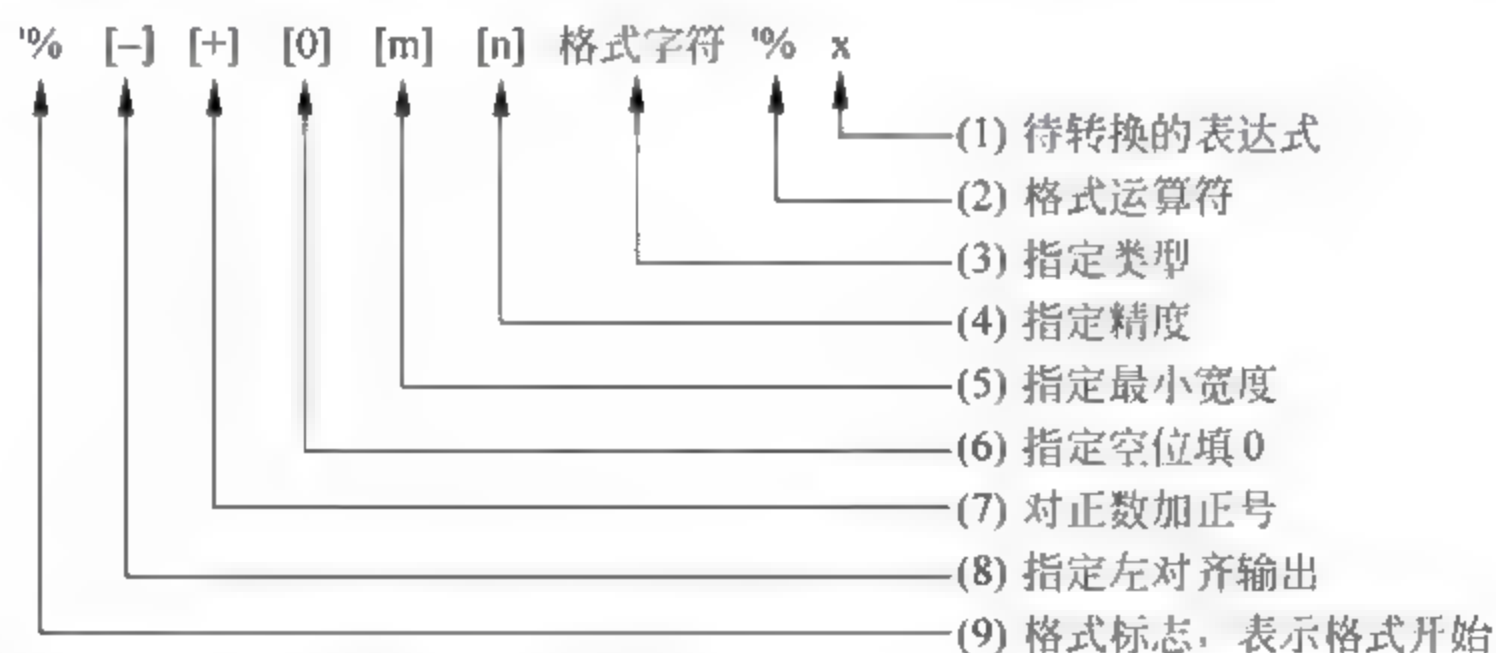 '% [-] [+] [0] [m] [n] 格式字符 '% x
(1) 待转换的表达式
(2) 格式运算符
(3) 指定类型
(4) 指定精度
(5) 指定最小宽度
(6) 指定空位填0
(7) 对正数加正号
(8) 指定左对齐输出
(9) 格式标志，表示格式开始